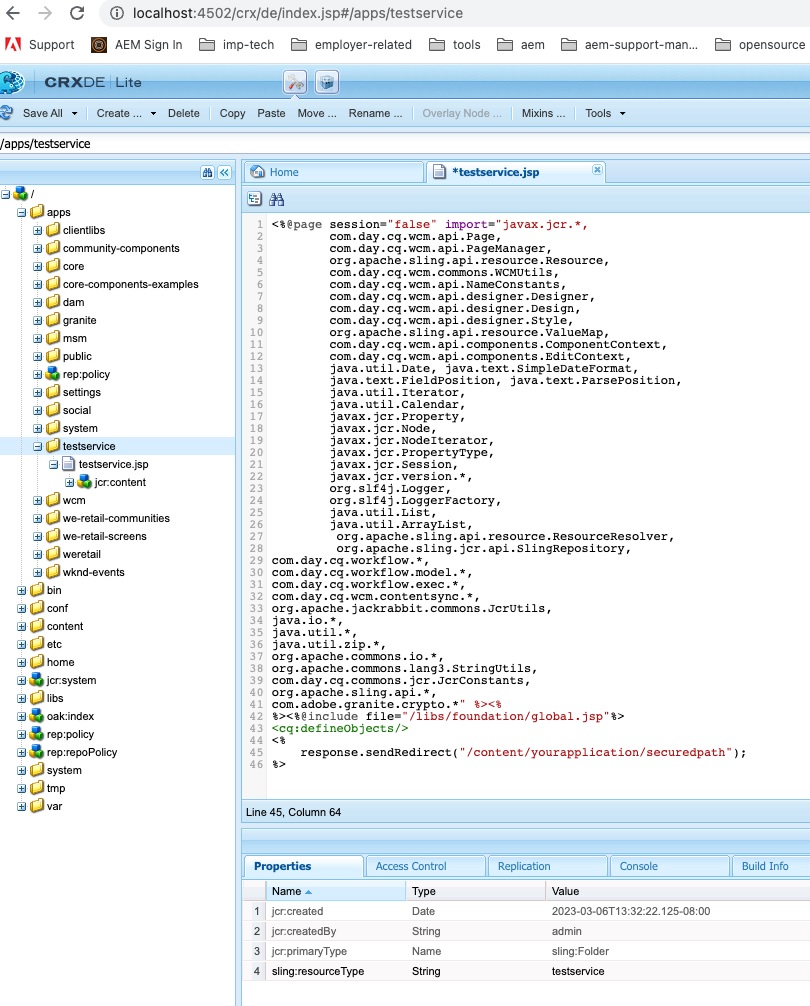 localhost:4502/crx/de/index.jsp#/apps/testservice
Support AEM Sign In imp-tech employer-related tools aem aem-support-man... opensource
CRXDE | Lite
Save All Create ... Delete Copy Paste Move ... Rename ... Overlay Node ... Mixins ... Tools
/apps/testservice
/
apps
clientlibs
community-components
core
core-components-examples
dam
granite
msm
public
rep:policy
settings
social
system
testservice
testservice.jsp
jcr:content
wcm
we-retail-communities
we-retail-screens
weretail
wknd-events
bin
conf
content
etc
home
jcr:system
libs
oak:index
rep:policy
rep:repoPolicy
system
tmp
var
Home *testservice.jsp
1 <%@page session="false" import="javax.jcr.*,
2 com.day.cq.wcm.api.Page,
3 com.day.cq.wcm.api.PageManager,
4 org.apache.sling.api.resource.Resource,
5 com.day.cq.wcm.commons.WCMUtils,
6 com.day.cq.wcm.api.NameConstants,
7 com.day.cq.wcm.api.designer.Designer,
8 com.day.cq.wcm.api.designer.Design,
9 com.day.cq.wcm.api.designer.Style,
10 org.apache.sling.api.resource.ValueMap,
11 com.day.cq.wcm.api.components.ComponentContext,
12 com.day.cq.wcm.api.components.EditContext,
13 java.util.Date, java.text.SimpleDateFormat,
14 java.text.FieldPosition, java.text.ParsePosition,
15 java.util.Iterator,
16 java.util.Calendar,
17 javax.jcr.Property,
18 javax.jcr.Node,
19 javax.jcr.NodeIterator,
20 javax.jcr.PropertyType,
21 javax.jcr.Session,
22 javax.jcr.version.*,
23 org.slf4j.Logger,
24 org.slf4j.LoggerFactory,
25 java.util.List,
26 java.util.ArrayList,
27 org.apache.sling.api.resource.ResourceResolver,
28 org.apache.sling.jcr.api.SlingRepository,
29 com.day.cq.workflow.*,
30 com.day.cq.workflow.model.*,
31 com.day.cq.workflow.exec.*,
32 com.day.cq.wcm.contentsync.*,
33 org.apache.jackrabbit.commons.JcrUtils,
34 java.io.*,
35 java.util.*,
36 java.util.zip.*,
37 org.apache.commons.io.*,
38 org.apache.commons.lang3.StringUtils,
39 com.day.cq.commons.jcr.JcrConstants,
40 org.apache.sling.api.*,
41 com.adobe.granite.crypto.*" %><%
42 %><%@include file="/libs/foundation/global.jsp"%>
43 <cq:defineObjects/>
44 <%
45 response.sendRedirect("/content/yourapplication/securedpath");
46 %>
Line 45, Column 64
Properties Access Control Replication Console Build Info
Name Type Value
1 jcr:created Date 2023-03-06T13:32:22.125-08:00
2 jcr:createdBy String admin
3 jcr:primaryType Name sling:Folder
4 sling:resourceType String testservice